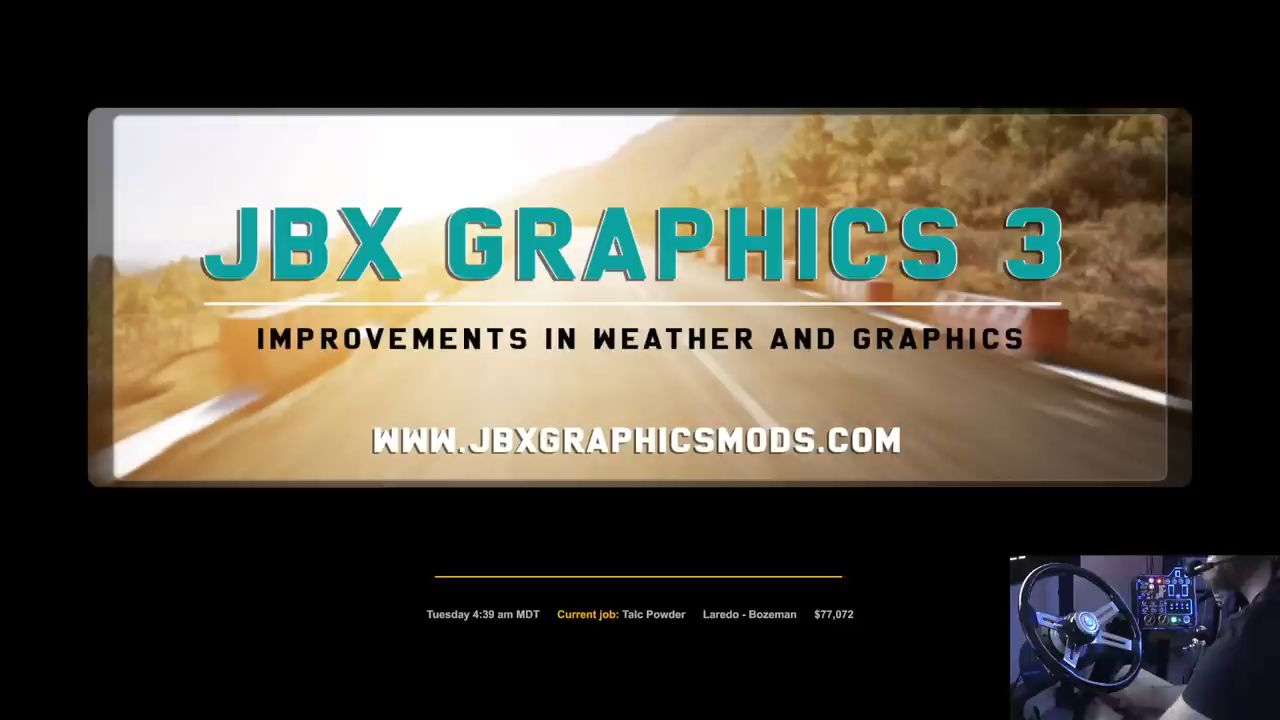 JBX GRAPHICS 3
IMPROVEMENTS IN WEATHER AND GRAPHICS
WWW.JBXGRAPHICSMODS.COM
Tuesday 4:39 am MDT Current job: Talc Powder Laredo - Bozeman $77,072